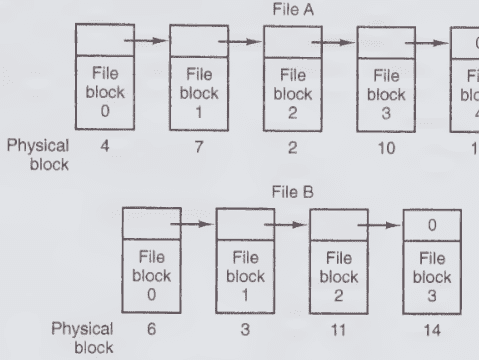 File A
File File File File
block block block block
0 1 2 3
Physical 4 7 2 10
block
File B
0
File File File File
block block block block
0 1 2 3
Physical 6 3 11 14
block